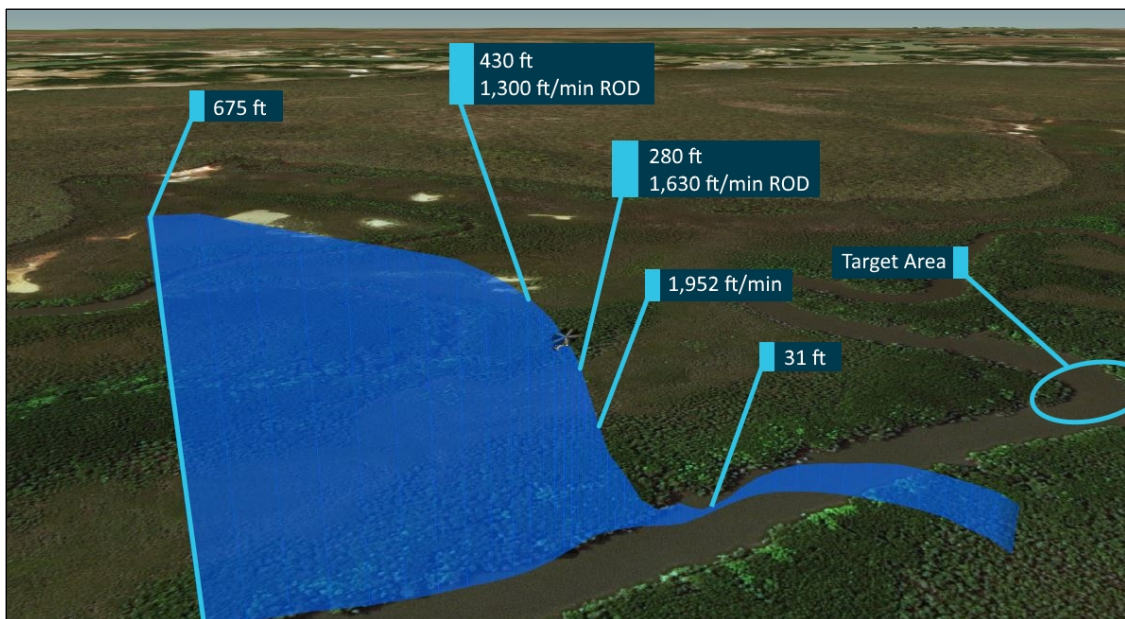 430 ft
1,300 ft/min ROD
675 ft
280 ft
1,630 ft/min ROD
Target Area
1,952 ft/min
31 ft